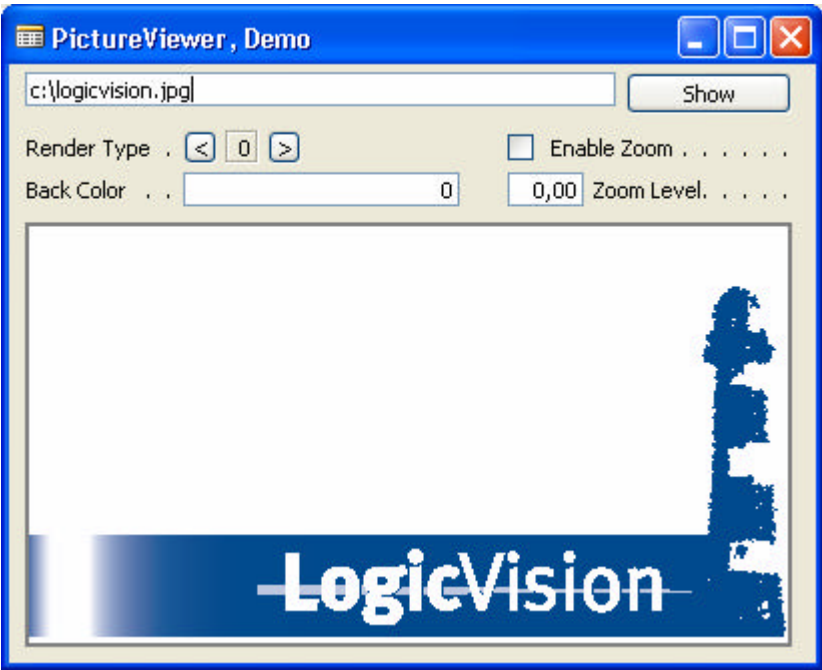 PictureViewer, Demo
c:\logicvision.jpg Show
Render Type . < 0 > Enable Zoom . . . . . .
Back Color . . 0 0,00 Zoom Level. . . . .
LogicVision